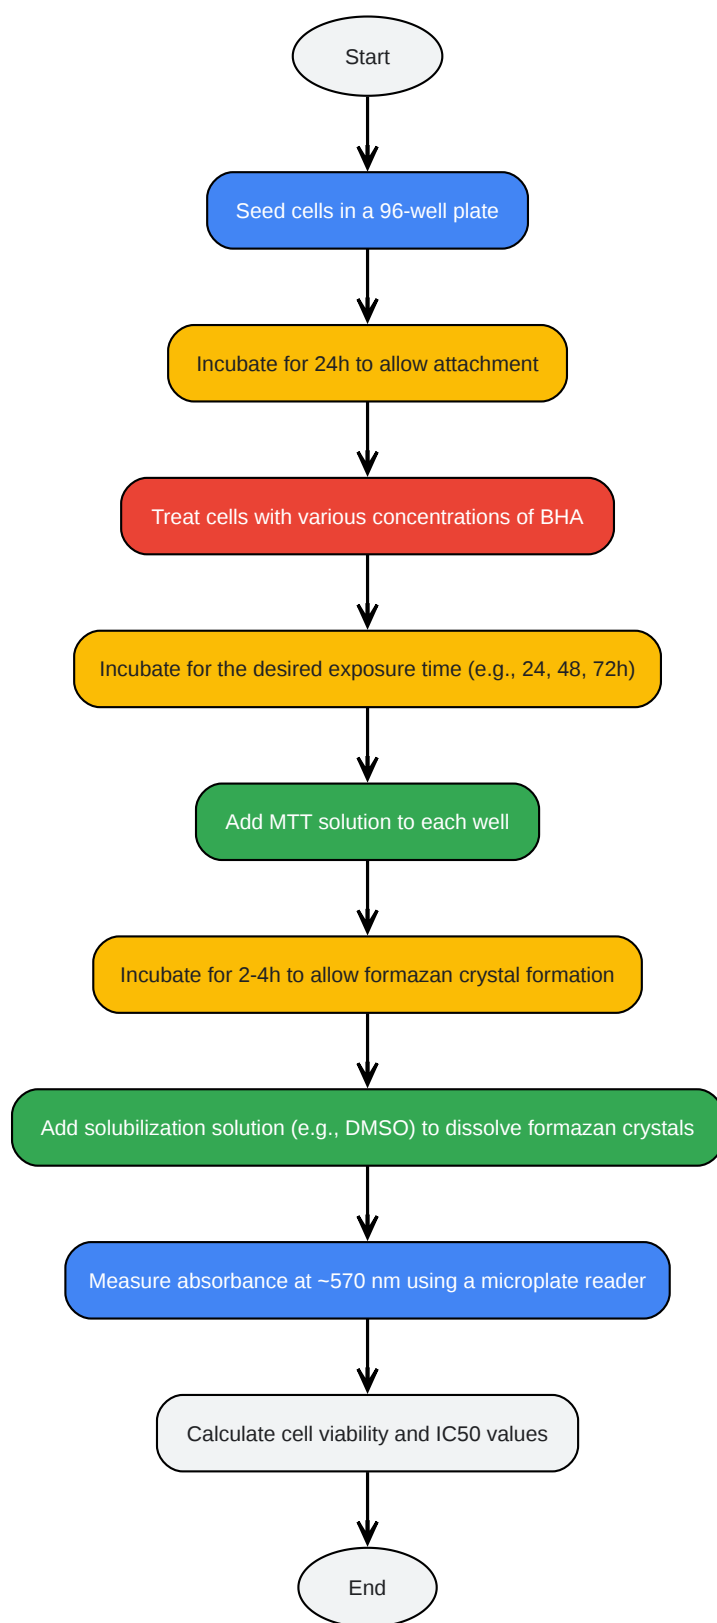 Start
Seed cells in a 96-well plate
Incubate for 24h to allow attachment
Treat cells with various concentrations of BHA
Incubate for the desired exposure time (e.g., 24, 48, 72h)
Add MTT solution to each well
Incubate for 2-4h to allow formazan crystal formation
Add solubilization solution (e.g., DMSO) to dissolve formazan crystals
Measure absorbance at ~570 nm using a microplate reader
Calculate cell viability and IC50 values
End